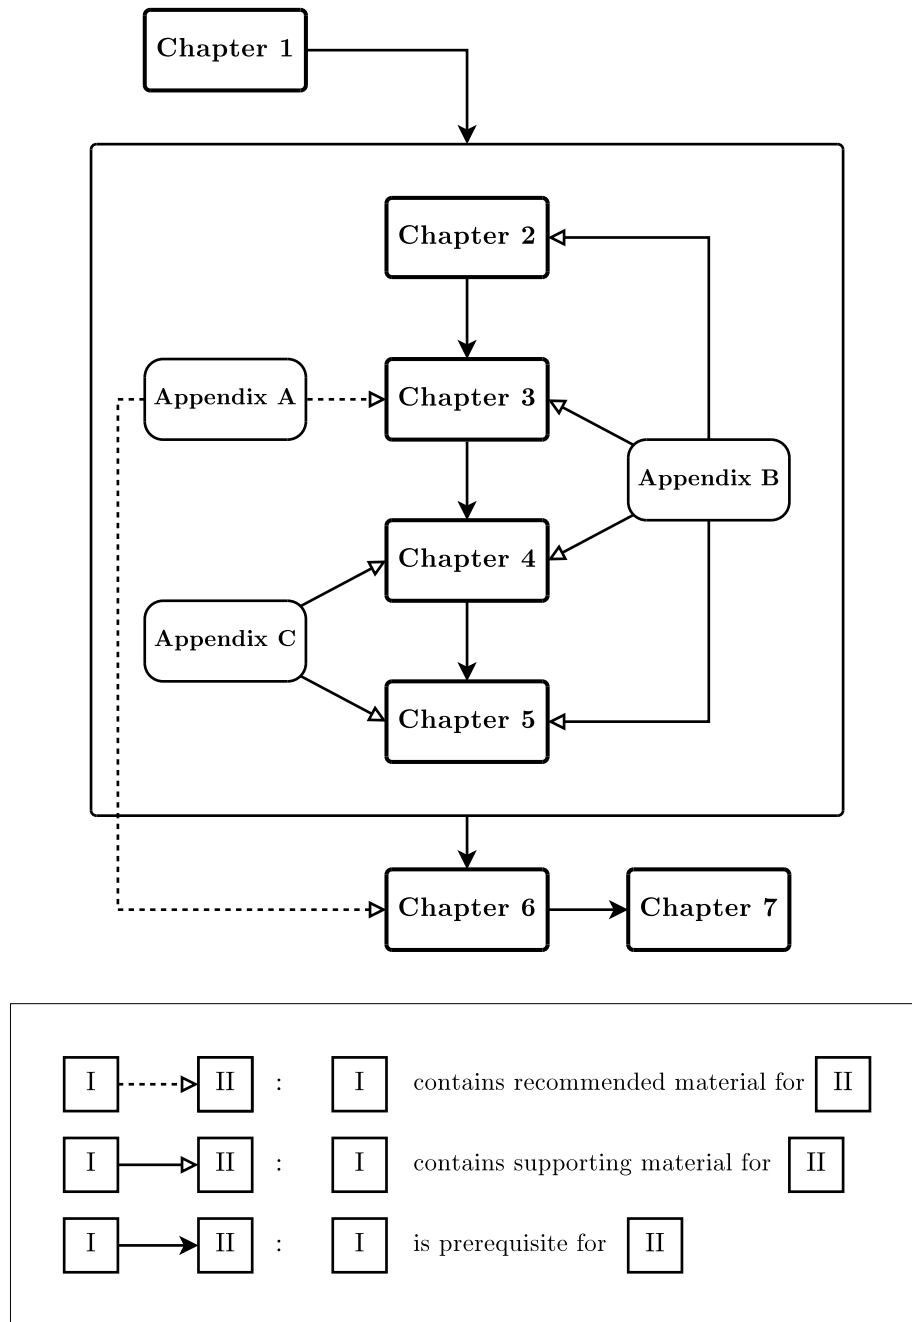 Chapter 1
Chapter 2
Appendix A
Chapter 3
Appendix B
Chapter 4
Appendix C
Chapter 5
Chapter 6
Chapter 7
I II : I contains recommended material for II
I II : I contains supporting material for II
I II : I is prerequisite for II